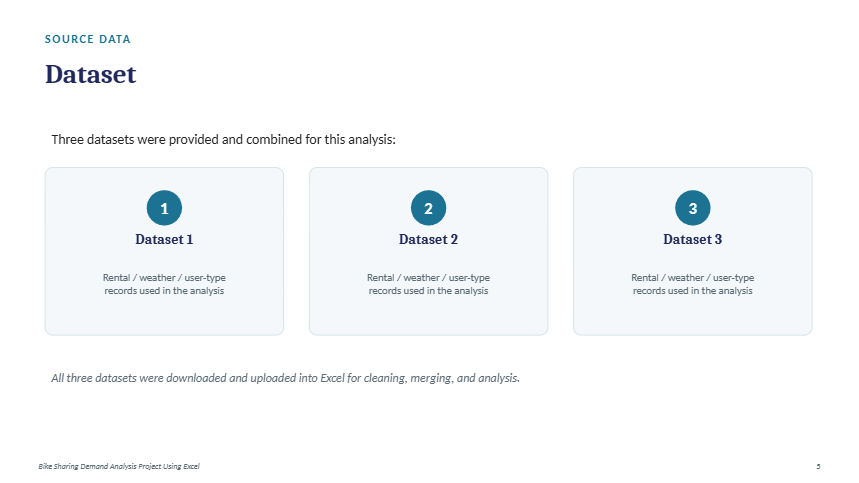 SOURCE DATA
Dataset
Three datasets were provided and combined for this analysis:
1
Dataset 1
Rental / weather / user-type
records used in the analysis
2
Dataset 2
Rental / weather / user-type
records used in the analysis
3
Dataset 3
Rental / weather / user-type
records used in the analysis
All three datasets were downloaded and uploaded into Excel for cleaning, merging, and analysis.
Bike Sharing Demand Analysis Project Using Excel
5